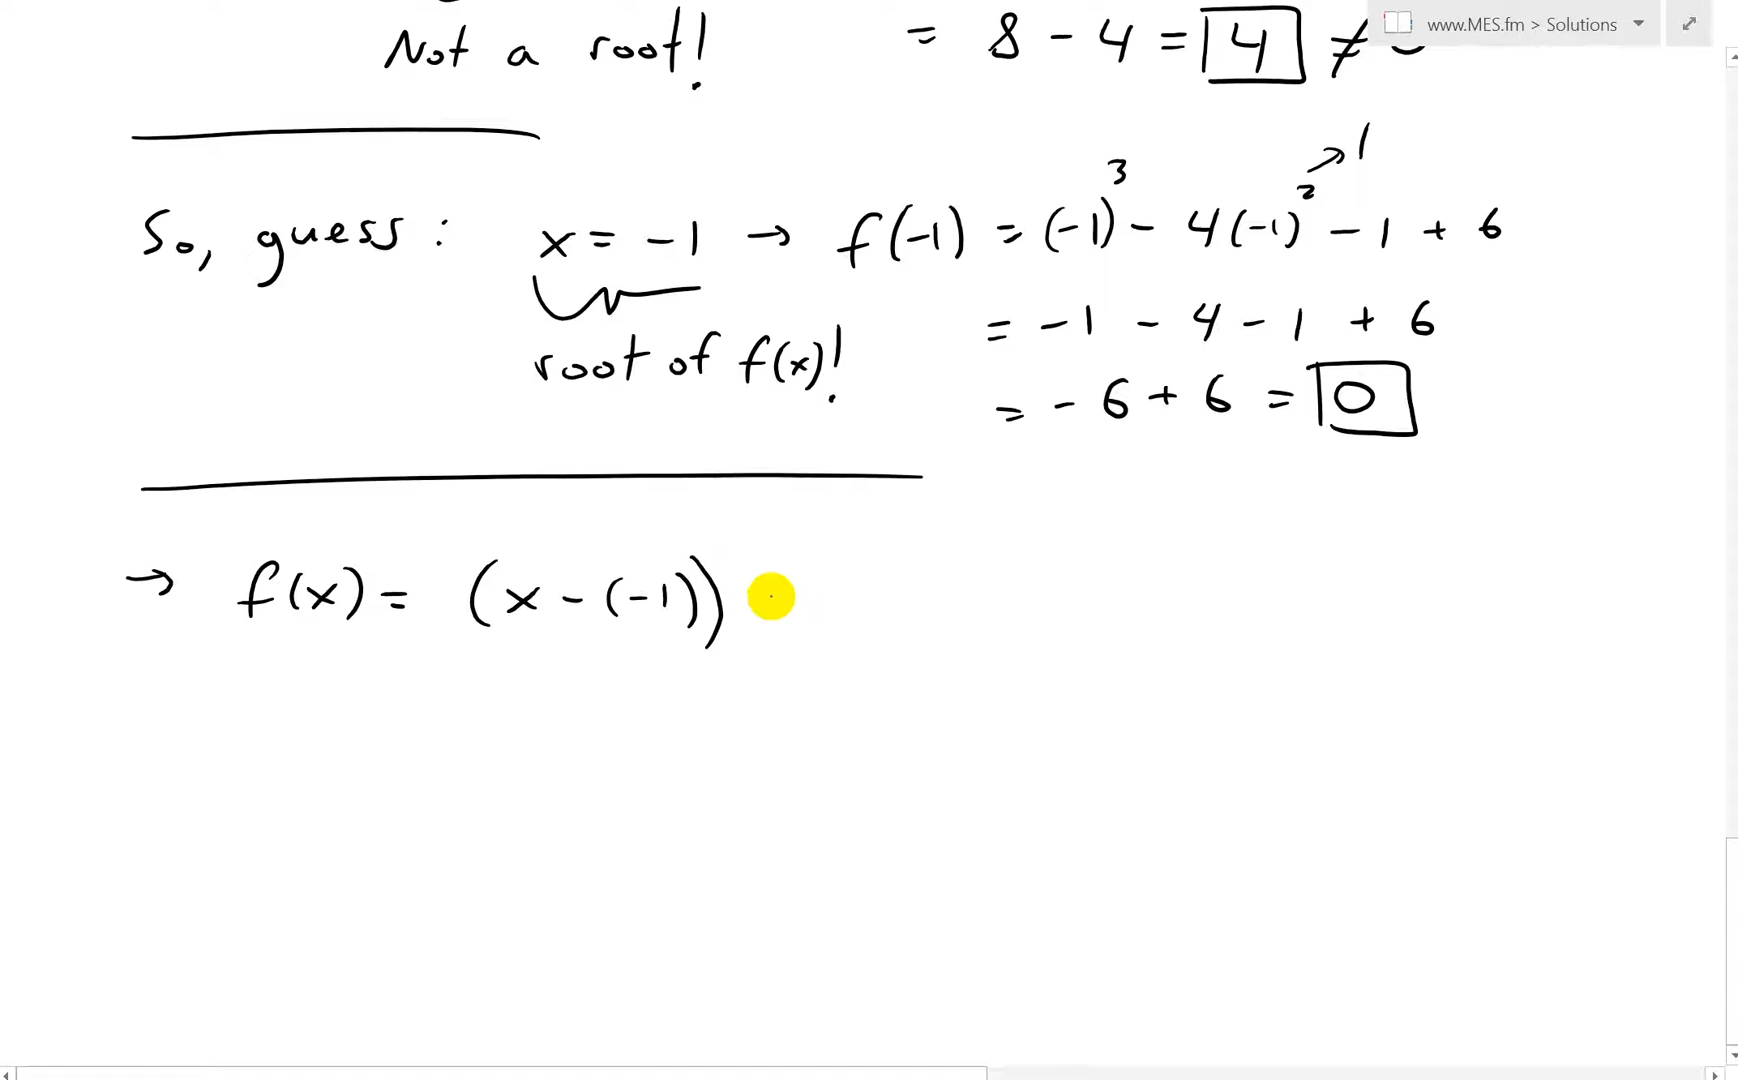 www.MES.fm > Solutions
Not a root!
= 8 - 4 = 4 ≠
So, guess : x = -1 → f(-1) = (-1)³ - 4(-1)² ↗ 1 - 1 + 6
root of f(x)!
= -1 - 4 - 1 + 6
= -6 + 6 = 0
→ f(x) = (x - (-1))